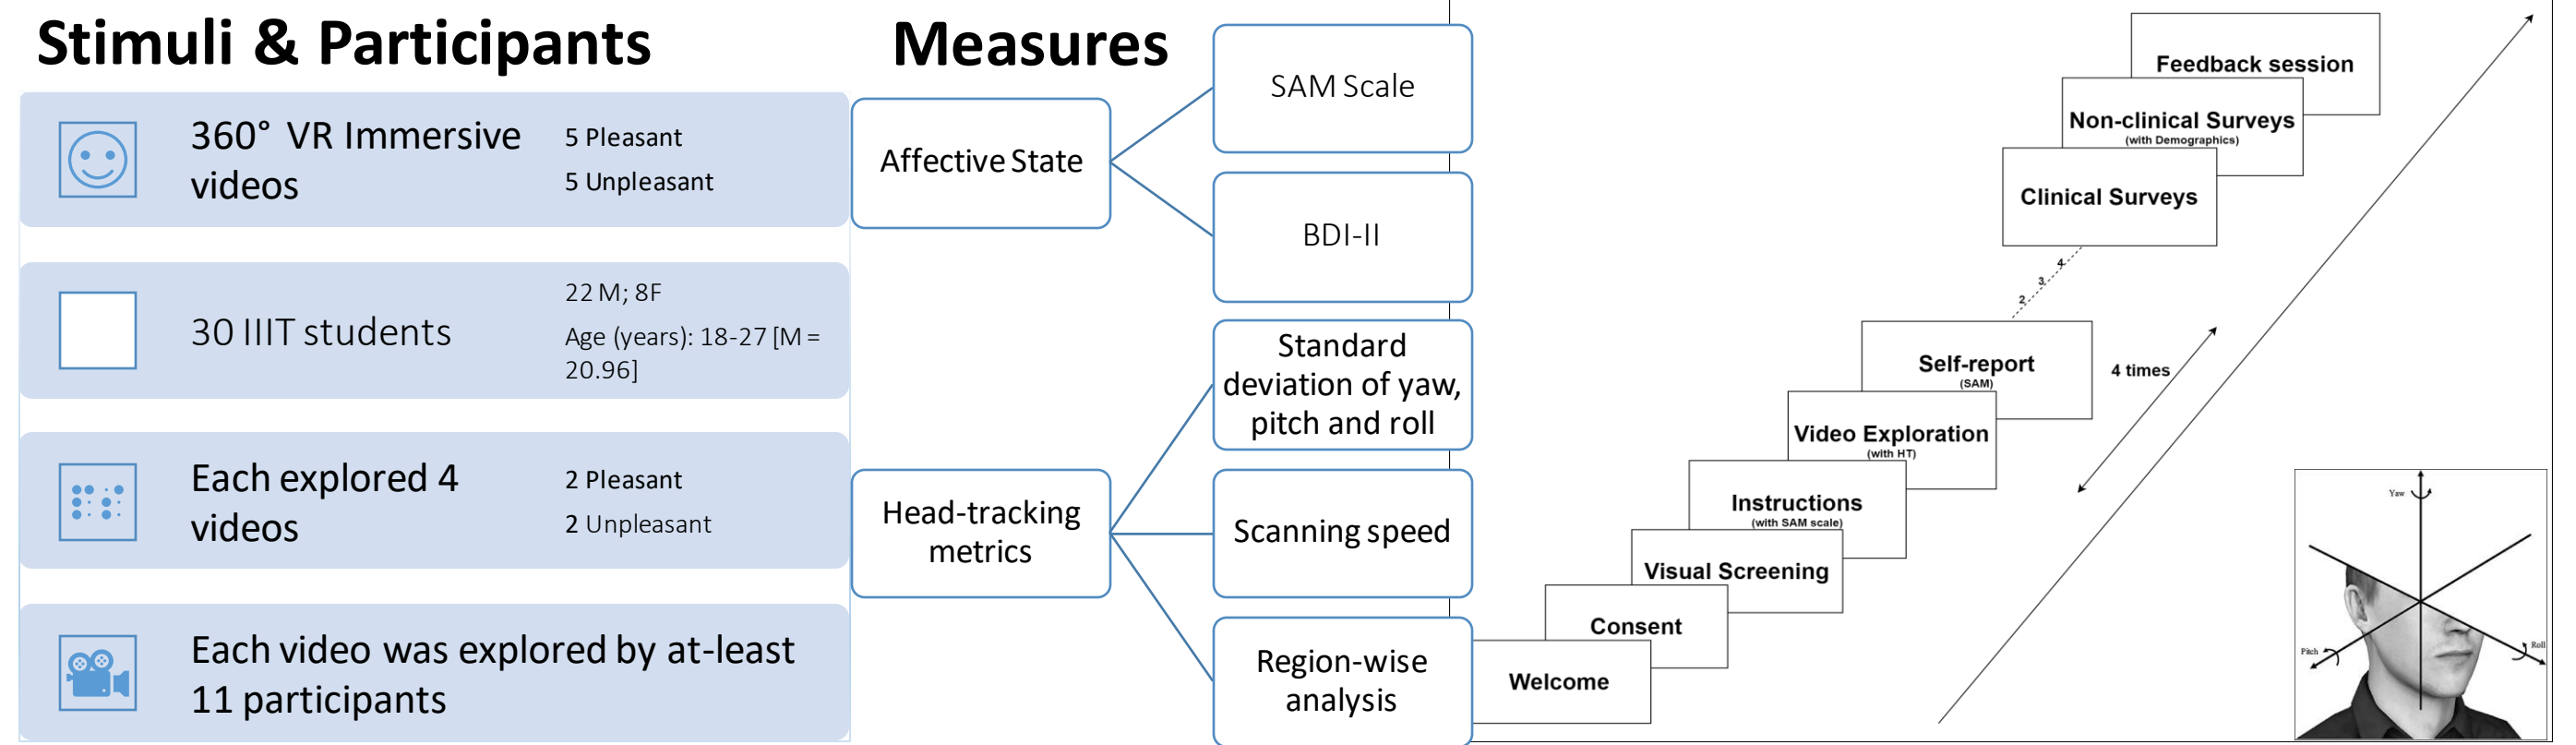 Stimuli & Participants
360° VR Immersive
videos
5 Pleasant
5 Unpleasant
30 IIIT students
22 M; 8F
Age (years): 18-27 [M =
20.96]
Each explored 4
videos
2 Pleasant
2 Unpleasant
Each video was explored by at-least
11 participants
Measures
Affective State
SAM Scale
BDI-II
Head-tracking
metrics
Standard
deviation of yaw,
pitch and roll
Scanning speed
Region-wise
analysis
Feedback session
Non-clinical Surveys
(with Demographics)
Clinical Surveys
4
3
2
Self-report
(SAM)
4 times
Video Exploration
(with HT)
Instructions
(with SAM scale)
Visual Screening
Consent
Welcome
Yaw
Pitch
Roll